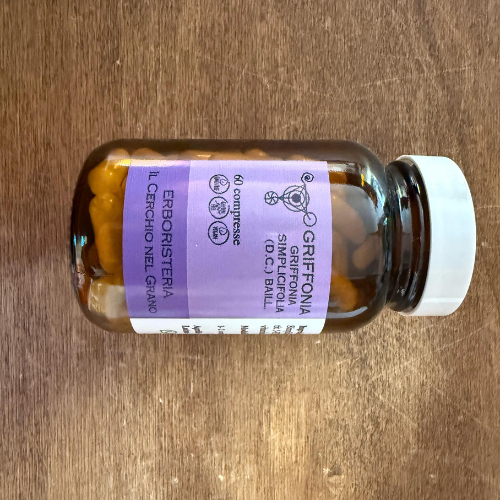 GRIFFONIA
GRIFFONIA
SIMPLICIFOLIA
(D.C.) BAILL
60 compresse
ERBORISTERIA
IL CERCHIO NEL GRANO